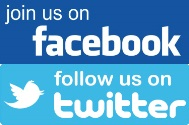 join us on
facebook
follow us on
twitter